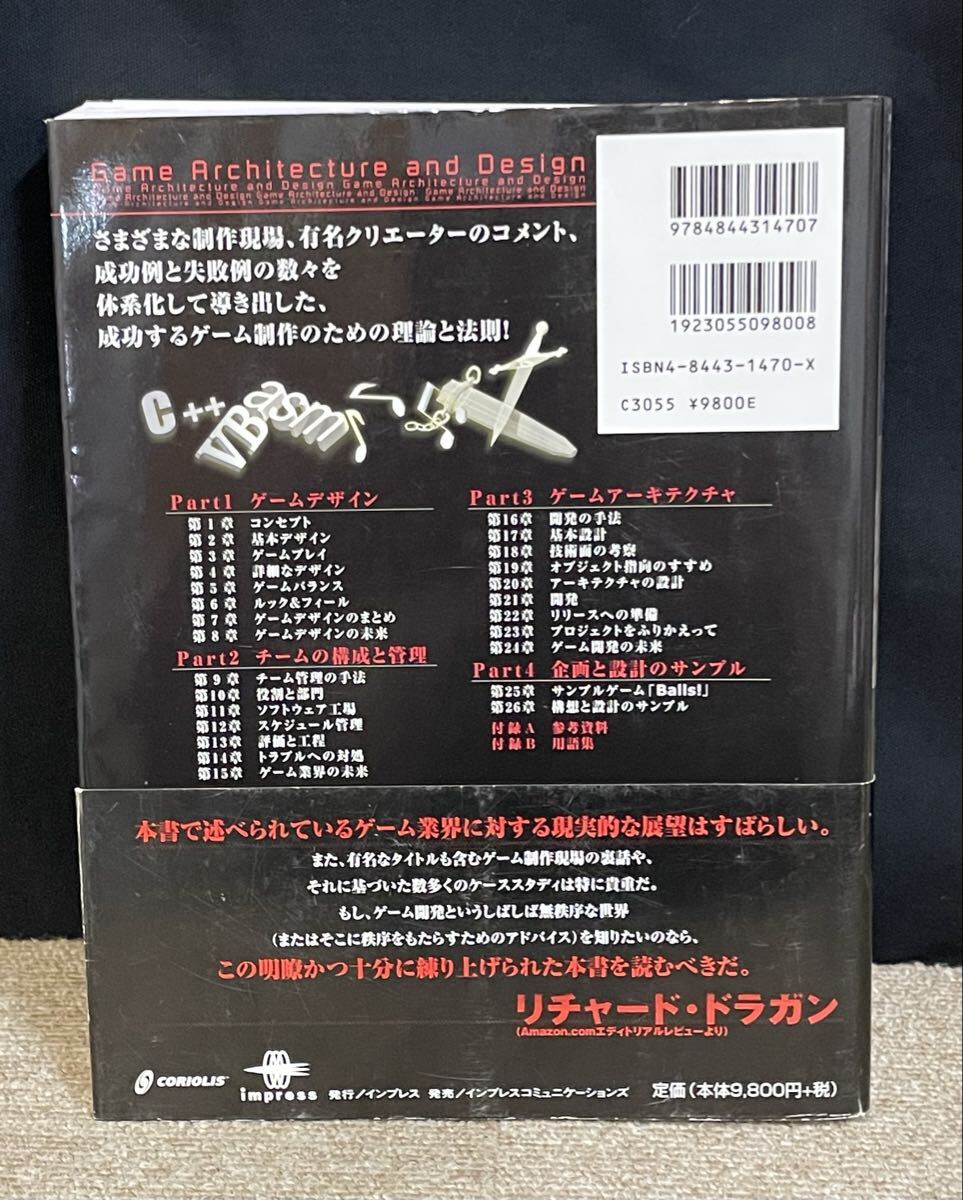 Game Architecture and Design
Game Architecture and Design Game Architecture and Design
Game Architecture and Design Game Architecture and Design Game Architecture and Design
Architecture and Design Game Architecture and Design Game Architecture and De
さまざまな制作現場、有名クリエーターのコメント、
成功例と失敗例の数々を
体系化して導き出した、
成功するゲーム制作のための理論と法則!
9784844314707
1923055098008
ISBN4-8443-1470-X
C3055 ¥9800E
C++ VB asm
Part1 ゲームデザイン
第1章 コンセプト
第2章 基本デザイン
第3章 ゲームプレイ
第4章 詳細なデザイン
第5章 ゲームバランス
第6章 ルック&フィール
第7章 ゲームデザインのまとめ
第8章 ゲームデザインの未来
Part2 チームの構成と管理
第9章 チーム管理の手法
第10章 役割と部門
第11章 ソフトウェア工場
第12章 スケジュール管理
第13章 評価と工程
第14章 トラブルへの対処
第15章 ゲーム業界の未来
Part3 ゲームアーキテクチャ
第16章 開発の手法
第17章 基本設計
第18章 技術面の考察
第19章 オブジェクト指向のすすめ
第20章 アーキテクチャの設計
第21章 開発
第22章 リリースへの準備
第23章 プロジェクトをふりかえって
第24章 ゲーム開発の未来
Part4 企画と設計のサンプル
第25章 サンプルゲーム「Balls!」
第26章 構想と設計のサンプル
付録A 参考資料
付録B 用語集
本書で述べられているゲーム業界に対する現実的な展望はすばらしい。
また、有名なタイトルも含むゲーム制作現場の裏話や、
それに基づいた数多くのケーススタディは特に貴重だ。
もし、ゲーム開発というしばしば無秩序な世界
(またはそこに秩序をもたらすためのアドバイス)を知りたいのなら、
この明瞭かつ十分に練り上げられた本書を読むべきだ。
リチャード・ドラガン
(Amazon.comエディトリアルレビューより)
CORIOLIS™ impress 発行/インプレス 発売/インプレスコミュニケーションズ 定価(本体9,800円+税)